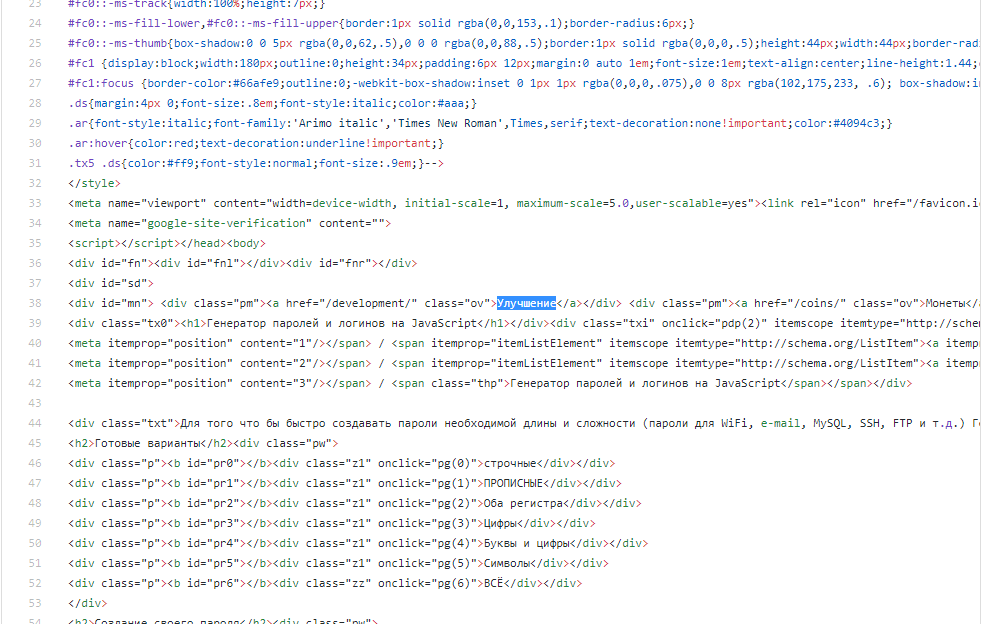 23 #fc0::-ms-track{width:100%;height:7px;}
24 #fc0::-ms-fill-lower,#fc0::-ms-fill-upper{border:1px solid rgba(0,0,153,.1);border-radius:6px;}
25 #fc0::-ms-thumb{box-shadow:0 0 5px rgba(0,0,62,.5),0 0 0 rgba(0,0,88,.5);border:1px solid rgba(0,0,0,.5);height:44px;width:44px;border-rad
26 #fc1 {display:block;width:180px;outline:0;height:34px;padding:6px 12px;margin:0 auto 1em;font-size:1em;text-align:center;line-height:1.44;
27 #fc1:focus {border-color:#66afe9;outline:0;-webkit-box-shadow:inset 0 1px 1px rgba(0,0,0,.075),0 0 8px rgba(102,175,233, .6); box-shadow:in
28 .ds{margin:4px 0;font-size:.8em;font-style:italic;color:#aaa;}
29 .ar{font-style:italic;font-family:'Arimo italic','Times New Roman',Times,serif;text-decoration:none!important;color:#4094c3;}
30 .ar:hover{color:red;text-decoration:underline!important;}
31 .tx5 .ds{color:#ff9;font-style:normal;font-size:.9em;}-->
32 </style>
33 <meta name="viewport" content="width=device-width, initial-scale=1, maximum-scale=5.0,user-scalable=yes"><link rel="icon" href="/favicon.i
34 <meta name="google-site-verification" content="">
35 <script></script></head><body>
36 <div id="fn"><div id="fnl"></div><div id="fnr"></div>
37 <div id="sd">
38 <div id="mn"> <div class="pm"><a href="/development/" class="ov">Улучшение</a></div> <div class="pm"><a href="/coins/" class="ov">Монеты</
39 <div class="tx0"><h1>Генератор паролей и логинов на JavaScript</h1></div><div class="txi" onclick="pdp(2)" itemscope itemtype="http://sche
40 <meta itemprop="position" content="1"/></span> / <span itemprop="itemListElement" itemscope itemtype="http://schema.org/ListItem"><a itemp
41 <meta itemprop="position" content="2"/></span> / <span itemprop="itemListElement" itemscope itemtype="http://schema.org/ListItem"><a itemp
42 <meta itemprop="position" content="3"/></span> / <span class="thp">Генератор паролей и логинов на JavaScript</span></span></div>
43
44 <div class="txt">Для того что бы быстро создавать пароли необходимой длины и сложности (пароли для WiFi, e-mail, MySQL, SSH, FTP и т.д.) Г
45 <h2>Готовые варианты</h2><div class="pw">
46 <div class="p"><b id="pr0"></b><div class="z1" onclick="pg(0)">строчные</div></div>
47 <div class="p"><b id="pr1"></b><div class="z1" onclick="pg(1)">ПРОПИСНЫЕ</div></div>
48 <div class="p"><b id="pr2"></b><div class="z1" onclick="pg(2)">Оба регистра</div></div>
49 <div class="p"><b id="pr3"></b><div class="z1" onclick="pg(3)">Цифры</div></div>
50 <div class="p"><b id="pr4"></b><div class="z1" onclick="pg(4)">Буквы и цифры</div></div>
51 <div class="p"><b id="pr5"></b><div class="z1" onclick="pg(5)">Символы</div></div>
52 <div class="p"><b id="pr6"></b><div class="zz" onclick="pg(6)">ВСЁ</div></div>
53 </div>
54 <h2>Создание своего пароля</h2><div class="pw">